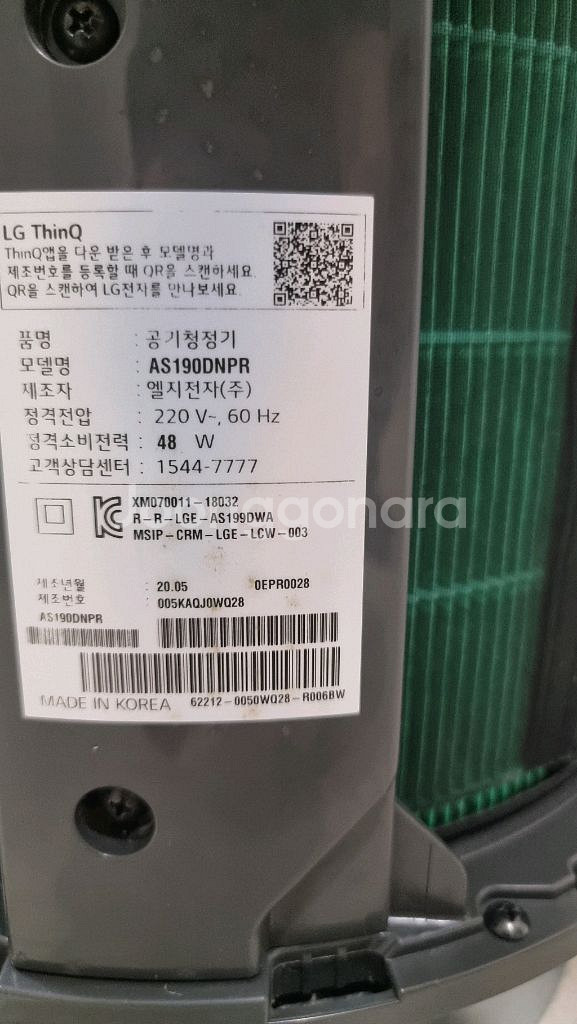 LG ThinQ
ThinQ앱을 다운 받은 후 모델명과
제조번호를 등록할 때 QR을 스캔하세요.
QR을 스캔하여 LG전자를 만나보세요.
품명 : 공기청정기
모델명 : AS190DNPR
제조자 : 엘지전자(주)
정격전압 : 220 V~, 60 Hz
정격소비전력 : 48 W
고객상담센터 : 1544-7777
XM070011-18032
R-R-LGE-AS199DWA
MSIP-CRM-LGE-LCW-003
제조년월 : 20.05 0EPR0028
제조번호 : 005KAQJ0WQ28
AS190DNPR
MADE IN KOREA 62212-0050WQ28-R006BW